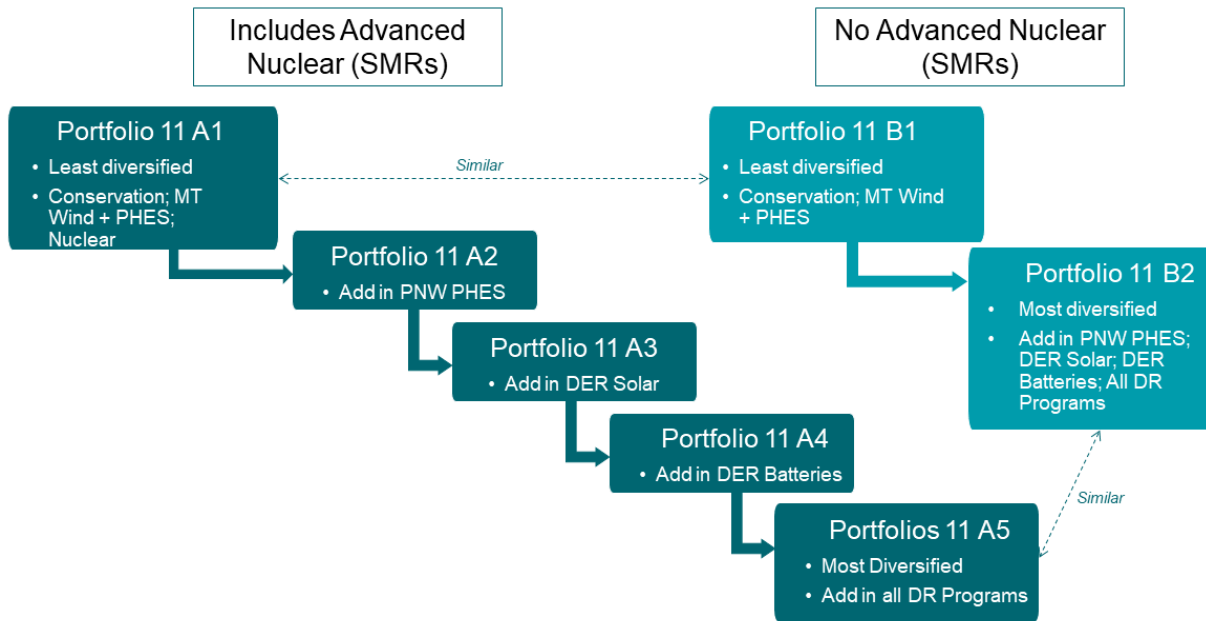 Includes Advanced
Nuclear (SMRs)
No Advanced Nuclear
(SMRs)
Portfolio 11 A1
• Least diversified
• Conservation; MT
Wind + PHES;
Nuclear
Similar
Portfolio 11 B1
• Least diversified
• Conservation; MT Wind
+ PHES
Portfolio 11 A2
• Add in PNW PHES
Portfolio 11 B2
• Most diversified
• Add in PNW PHES;
DER Solar; DER
Batteries; All DR
Programs
Portfolio 11 A3
• Add in DER Solar
Portfolio 11 A4
• Add in DER Batteries
Similar
Portfolios 11 A5
• Most Diversified
• Add in all DR Programs